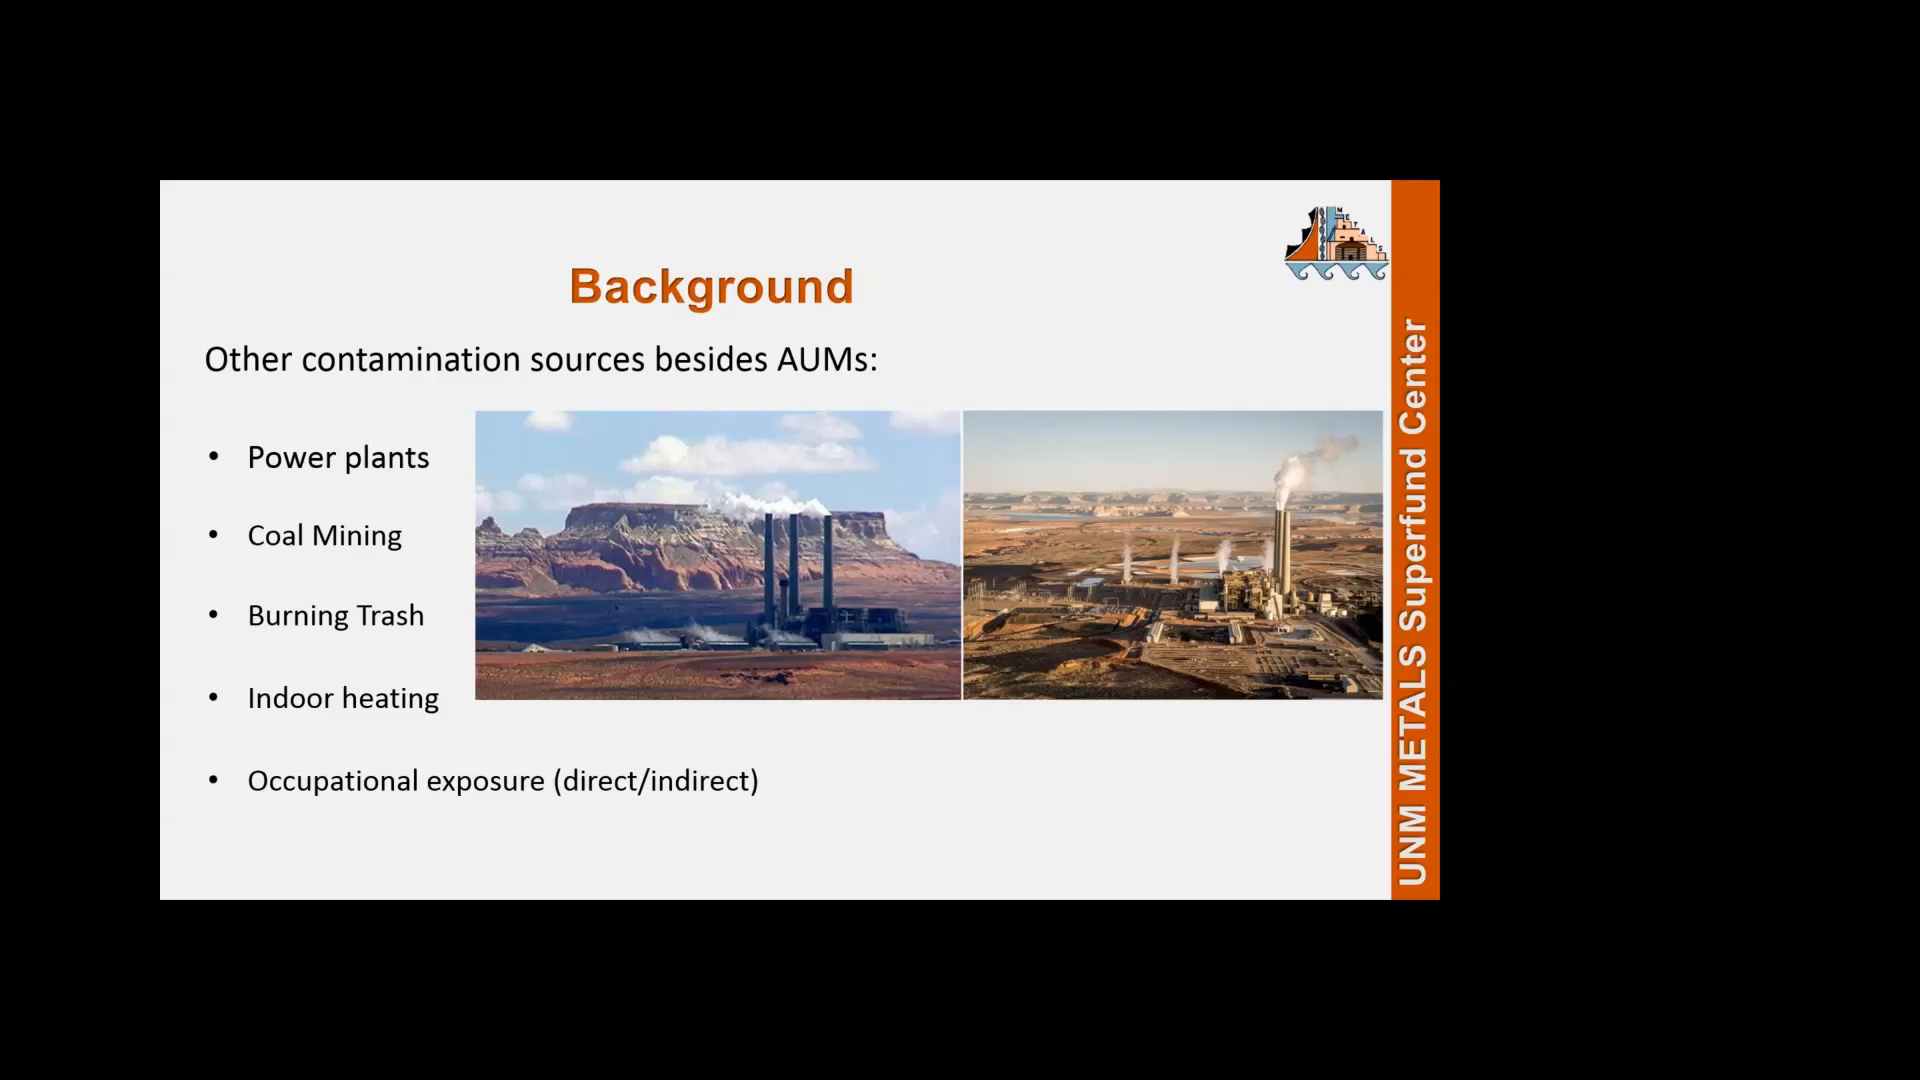 METALS
Background
Other contamination sources besides AUMs:
• Power plants
• Coal Mining
• Burning Trash
• Indoor heating
• Occupational exposure (direct/indirect)
UNM METALS Superfund Center